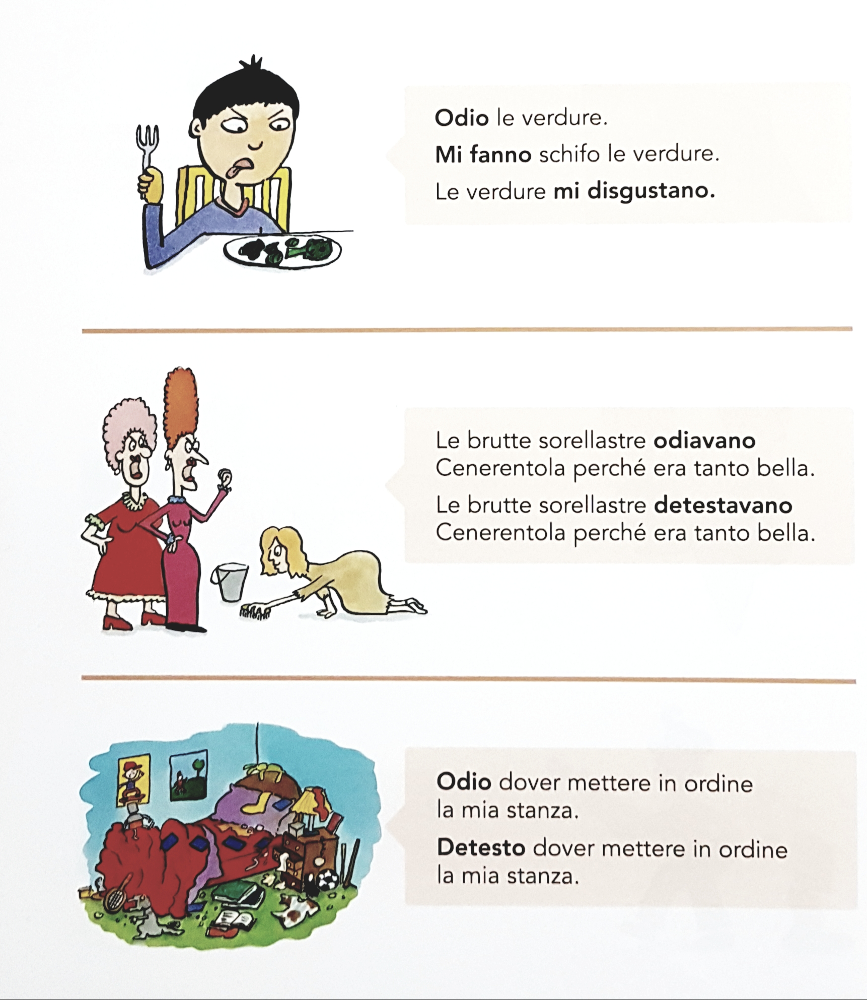 Odio le verdure.
Mi fanno schifo le verdure.
Le verdure mi disgustano.
Le brutte sorellastre odiavano
Cenerentola perché era tanto bella.
Le brutte sorellastre detestavano
Cenerentola perché era tanto bella.
Odio dover mettere in ordine
la mia stanza.
Detesto dover mettere in ordine
la mia stanza.